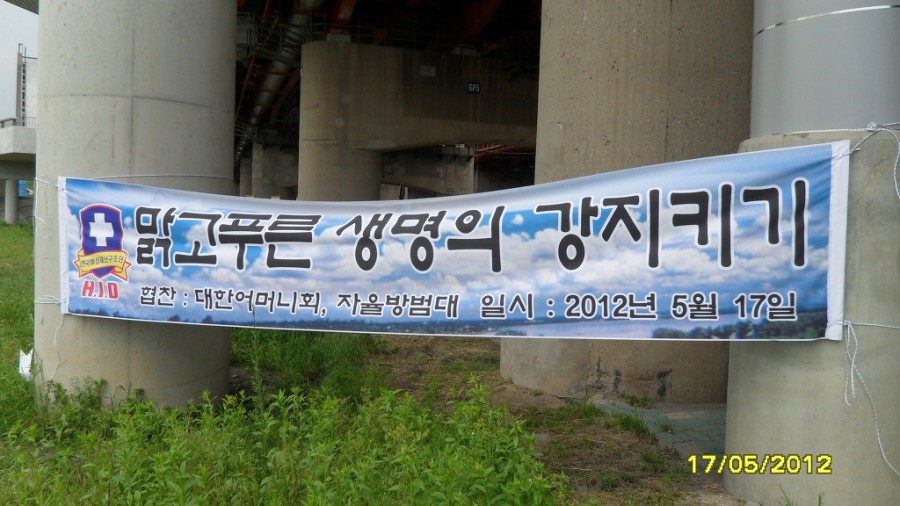 GPS
맑고푸른 생명의 강지키기
H.I.D
협찬 : 대한어머니회, 자율방범대 일시 : 2012년 5월 17일
17/05/2012